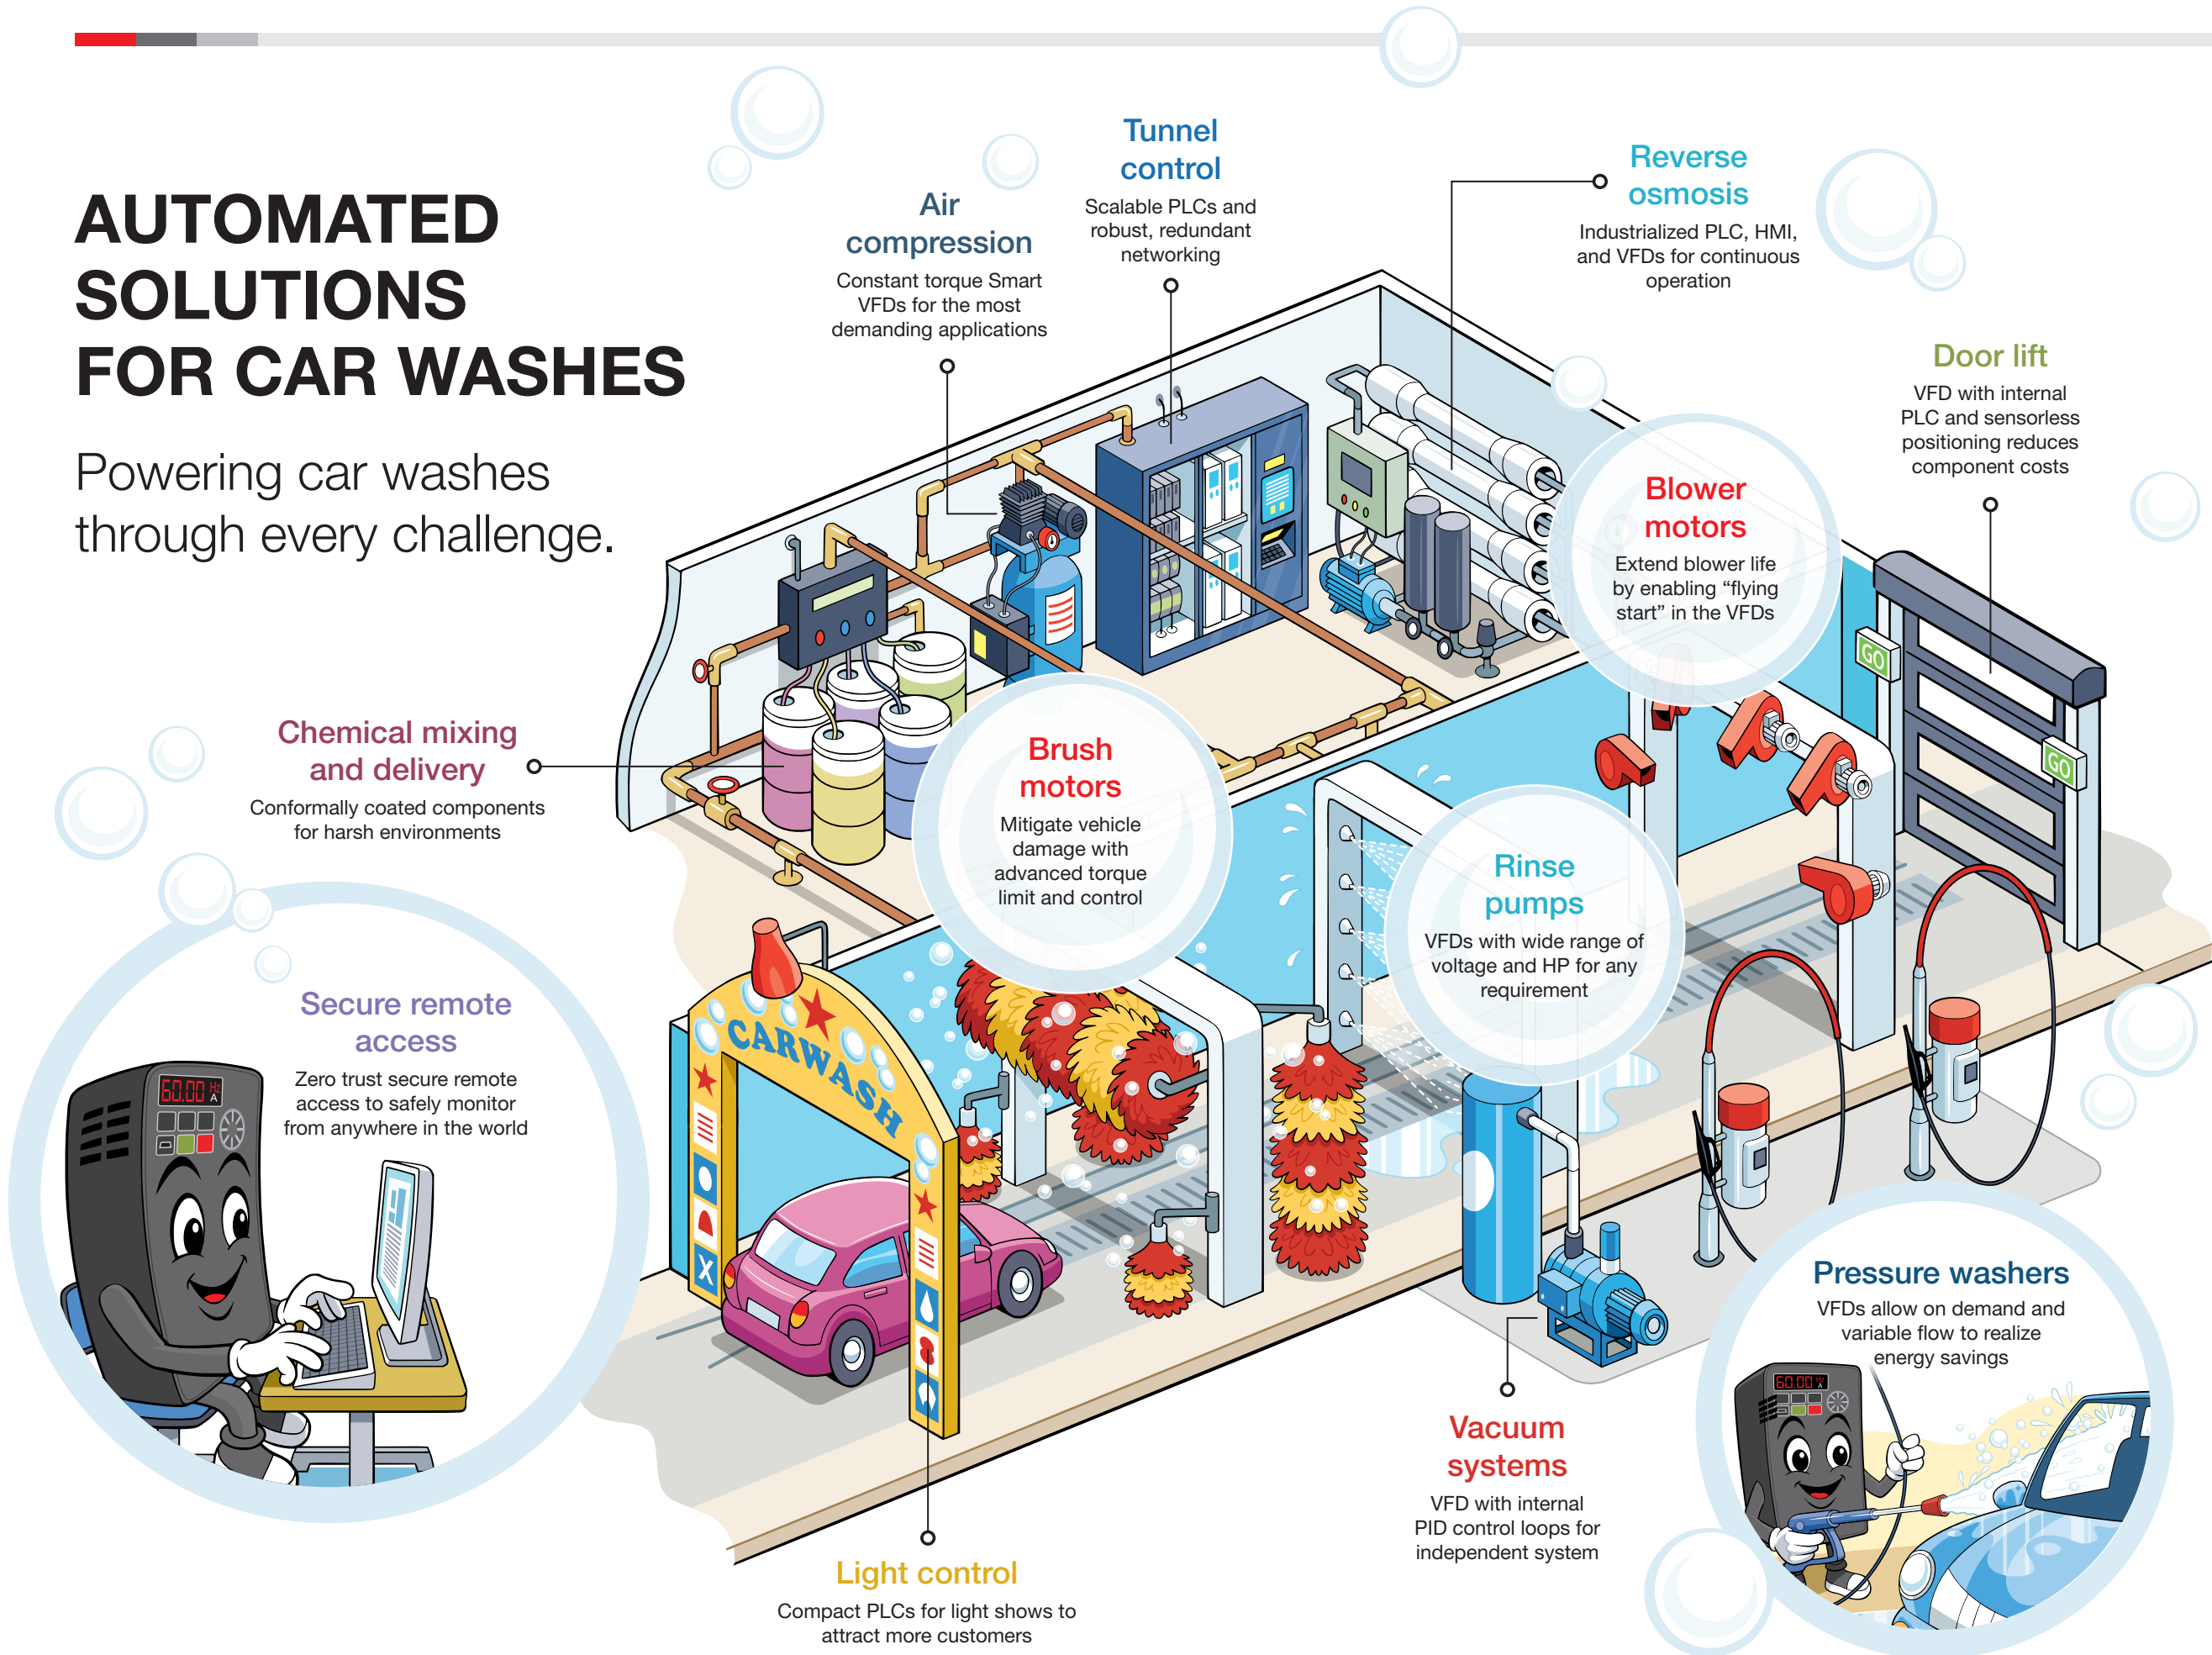 AUTOMATED
SOLUTIONS
FOR CAR WASHES
Powering car washes
through every challenge.
Air
compression
Constant torque Smart
VFDs for the most
demanding applications
Tunnel
control
Scalable PLCs and
robust, redundant
networking
Reverse
osmosis
Industrialized PLC, HMI,
and VFDs for continuous
operation
Door lift
VFD with internal
PLC and sensorless
positioning reduces
component costs
Blower
motors
Extend blower life
by enabling “flying
start” in the VFDs
GO
GO
Chemical mixing
and delivery
Conformally coated components
for harsh environments
Brush
motors
Mitigate vehicle
damage with
advanced torque
limit and control
Rinse
pumps
VFDs with wide range of
voltage and HP for any
requirement
Secure remote
access
Zero trust secure remote
access to safely monitor
from anywhere in the world
60.00 Hz
A
CARWASH
X
Pressure washers
VFDs allow on demand and
variable flow to realize
energy savings
60.00 Hz
A
Vacuum
systems
VFD with internal
PID control loops for
independent system
Light control
Compact PLCs for light shows to
attract more customers